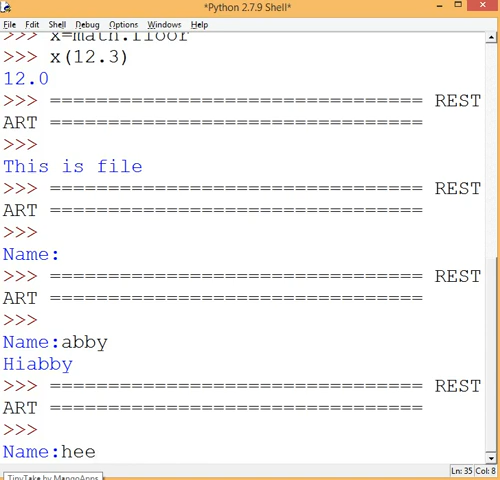 *Python 2.7.9 Shell*
File Edit Shell Debug Options Windows Help
>>> x=math.floor
>>> x(12.3)
12.0
>>> ================================ REST
ART ================================
>>>
This is file
>>> ================================ REST
ART ================================
>>>
Name:
>>> ================================ REST
ART ================================
>>>
Name:abby
Hiabby
>>> ================================ REST
ART ================================
>>>
Name:hee
Ln: 35 Col: 8
TinyTake by MangoApps